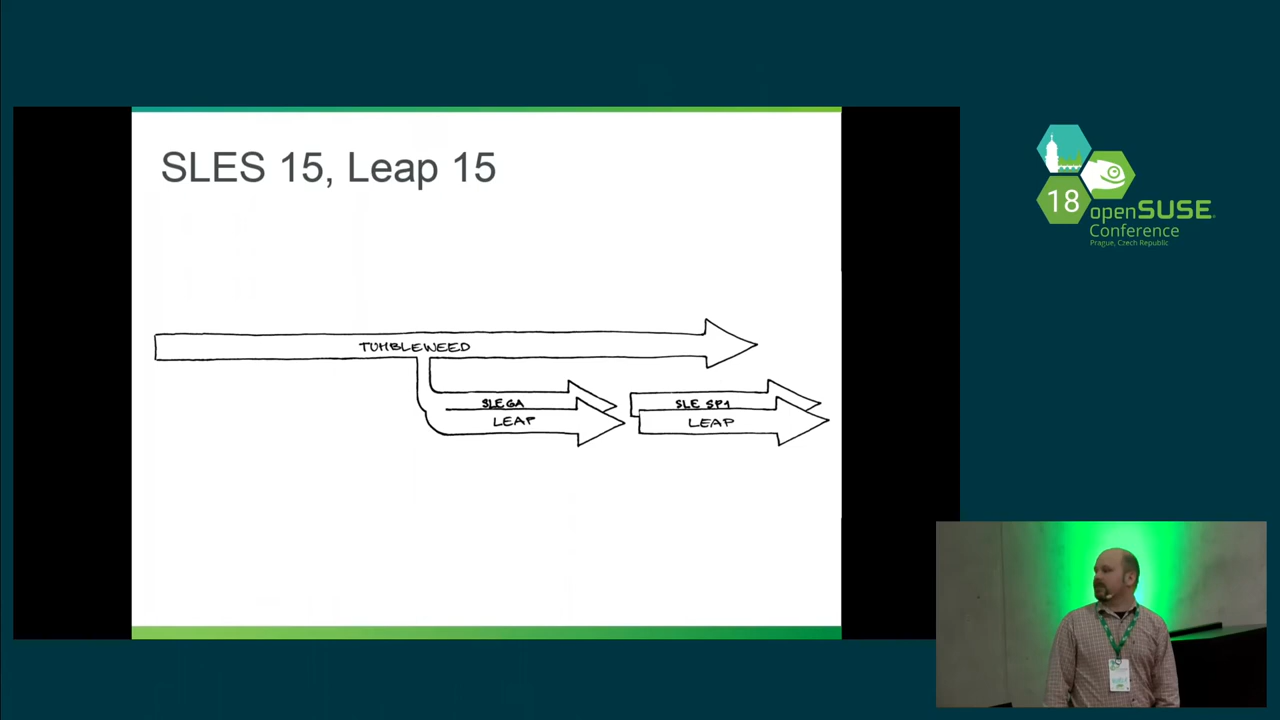 SLES 15, Leap 15
TUMBLEWEED
SLE GA
LEAP
SLE SP1
LEAP
18
openSUSE
Conference
Prague, Czech Republic